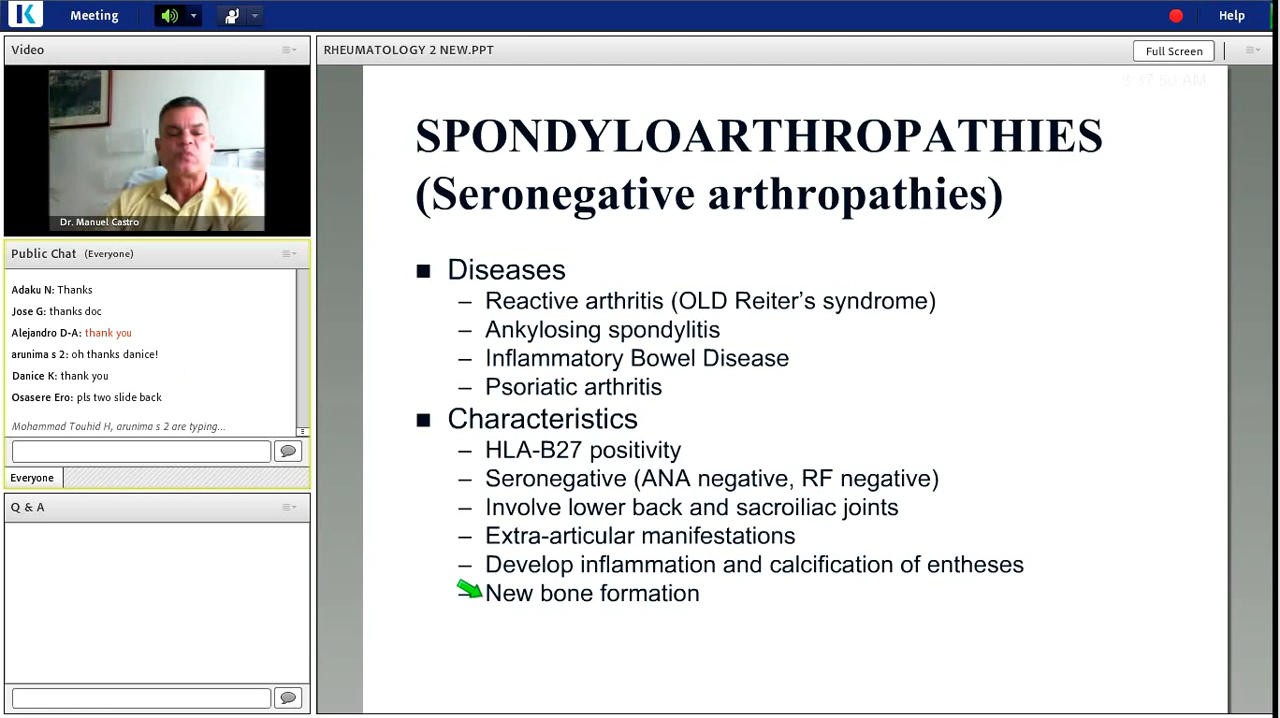 K Meeting Help
Video
Dr. Manuel Castro
Public Chat (Everyone)
Adaku N: Thanks
Jose G: thanks doc
Alejandro D-A: thank you
arunima s 2: oh thanks danice!
Danice K: thank you
Osasere Ero: pls two slide back
Mohammad Touhid H, arunima s 2 are typing...
Everyone
Q & A
RHEUMATOLOGY 2 NEW.PPT
Full Screen
SPONDYLOARTHROPATHIES
(Seronegative arthropathies)
■ Diseases
– Reactive arthritis (OLD Reiter's syndrome)
– Ankylosing spondylitis
– Inflammatory Bowel Disease
– Psoriatic arthritis
■ Characteristics
– HLA-B27 positivity
– Seronegative (ANA negative, RF negative)
– Involve lower back and sacroiliac joints
– Extra-articular manifestations
– Develop inflammation and calcification of entheses
– New bone formation